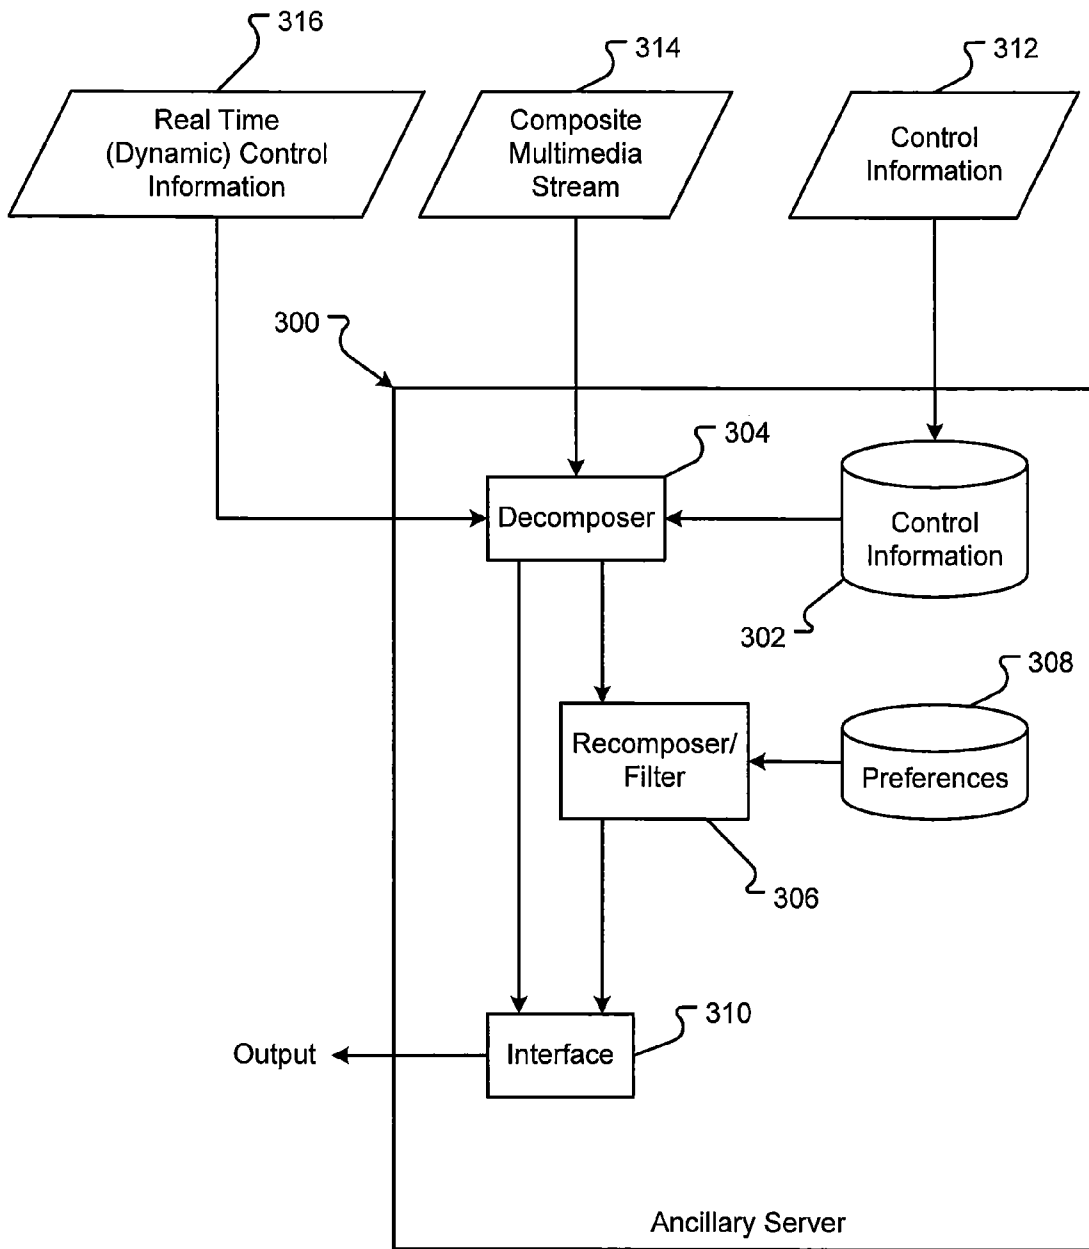 316
314
312
Real Time
(Dynamic) Control
Information
Composite
Multimedia
Stream
Control
Information
300
304
Decomposer
Control
Information
302
308
Recomposer/
Filter
Preferences
306
310
Output
Interface
Ancillary Server